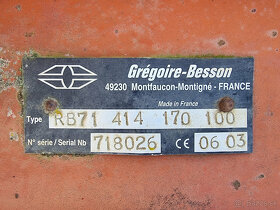 Grégoire-Besson
49230 Montfaucon-Montigné - FRANCE
Made in France
Type RB71 414 170 100
N° série / Serial Nb 718026 CE 06 03